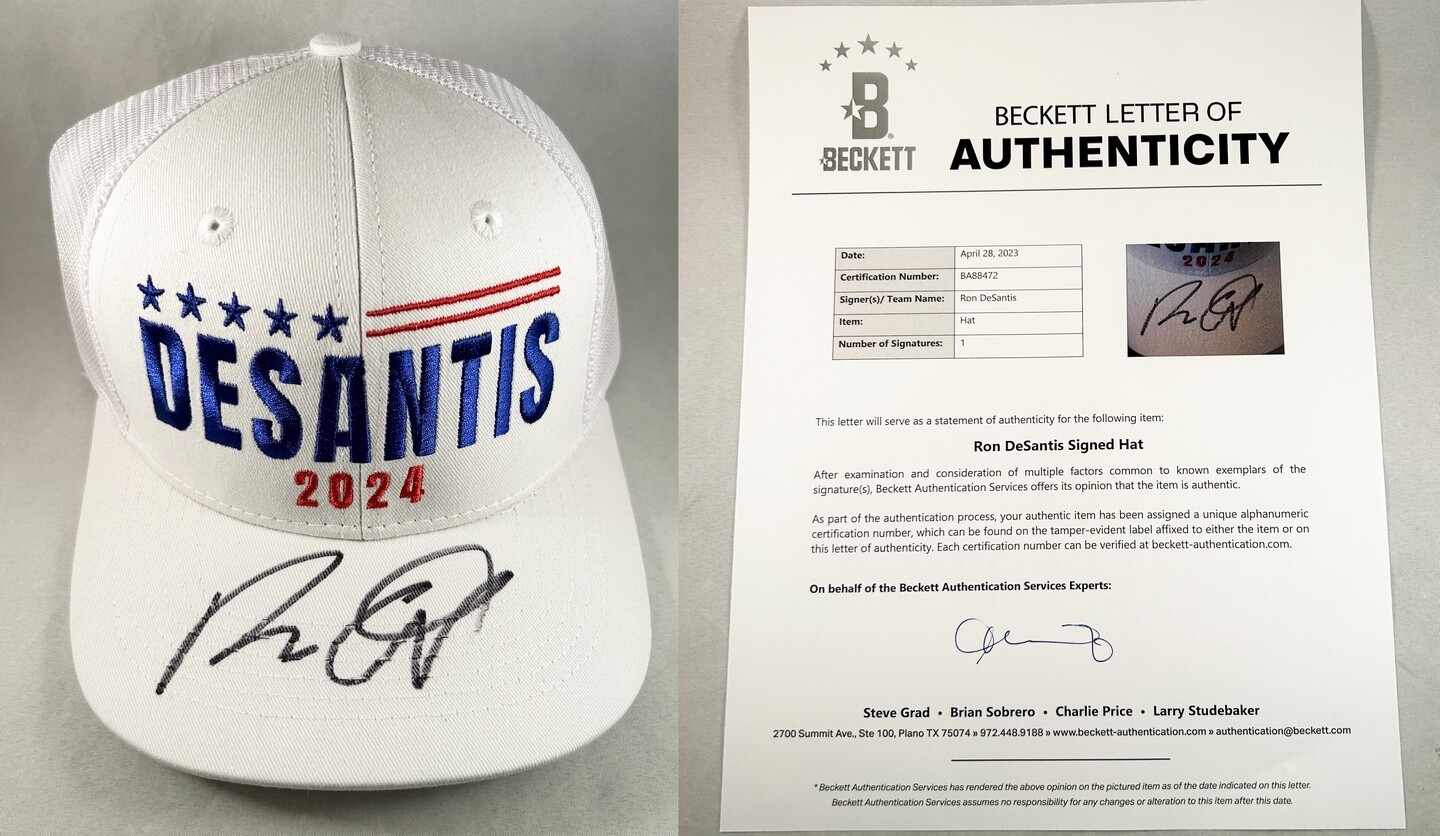 DESANTIS
2024
B
BECKETT
BECKETT LETTER OF
AUTHENTICITY
Date: April 28, 2023
Certification Number: BA88472
Signer(s)/ Team Name: Ron DeSantis
Item: Hat
Number of Signatures: 1
2024
This letter will serve as a statement of authenticity for the following item:
Ron DeSantis Signed Hat
After examination and consideration of multiple factors common to known exemplars of the
signature(s), Beckett Authentication Services offers its opinion that the item is authentic.
As part of the authentication process, your authentic item has been assigned a unique alphanumeric
certification number, which can be found on the tamper-evident label affixed to either the item or on
this letter of authenticity. Each certification number can be verified at beckett-authentication.com.
On behalf of the Beckett Authentication Services Experts:
Steve Grad • Brian Sobrero • Charlie Price • Larry Studebaker
2700 Summit Ave., Ste 100, Plano TX 75074 » 972.448.9188 » www.beckett-authentication.com » authentication@beckett.com
* Beckett Authentication Services has rendered the above opinion on the pictured item as of the date indicated on this letter.
Beckett Authentication Services assumes no responsibility for any changes or alteration to this item after this date.